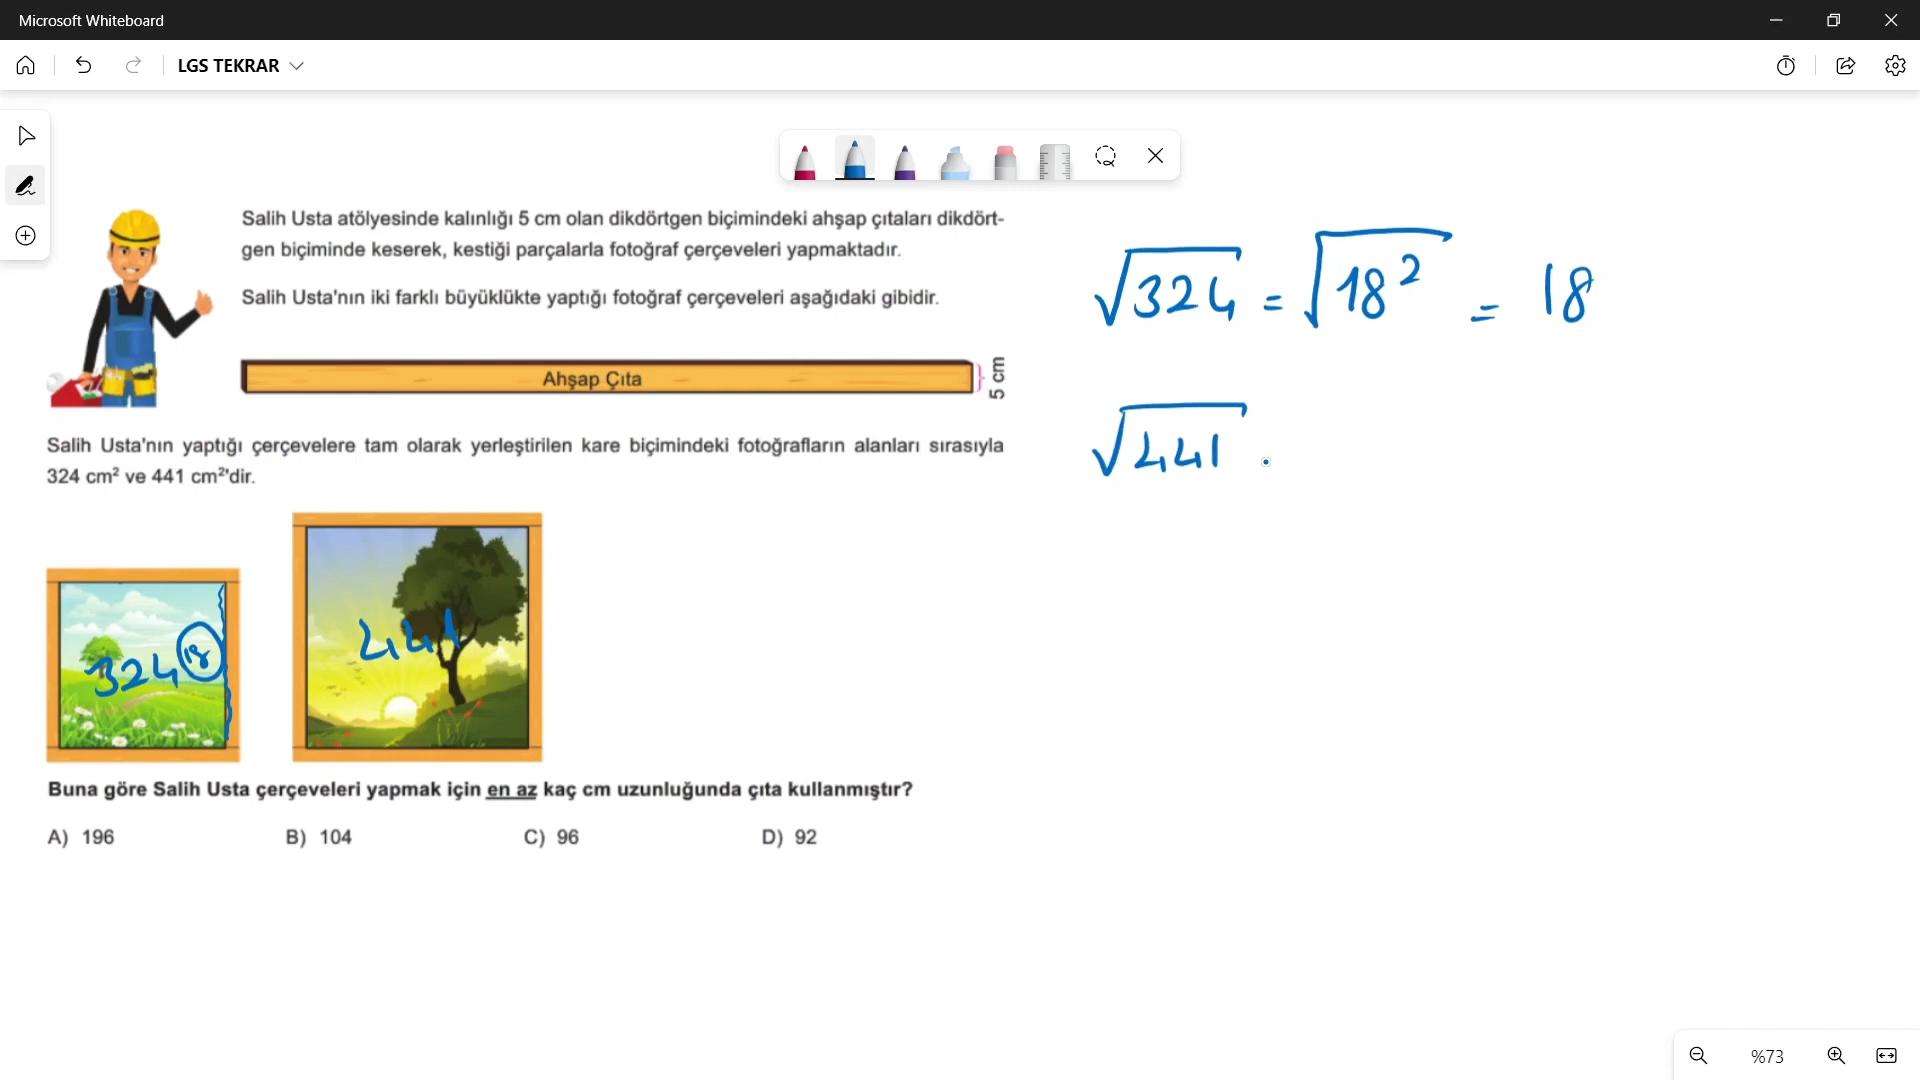 Microsoft Whiteboard
LGS TEKRAR
Salih Usta atölyesinde kalınlığı 5 cm olan dikdörtgen biçimindeki ahşap çıtaları dikdört-
gen biçiminde keserek, kestiği parçalarla fotoğraf çerçeveleri yapmaktadır.
Salih Usta'nın iki farklı büyüklükte yaptığı fotoğraf çerçeveleri aşağıdaki gibidir.
Ahşap Çıta
5 cm
Salih Usta'nın yaptığı çerçevelere tam olarak yerleştirilen kare biçimindeki fotoğrafların alanları sırasıyla
324 cm² ve 441 cm²'dir.
324 18
441
Buna göre Salih Usta çerçeveleri yapmak için en az kaç cm uzunluğunda çıta kullanmıştır?
A) 196 B) 104 C) 96 D) 92
√324 = √18² = 18
√441
%73